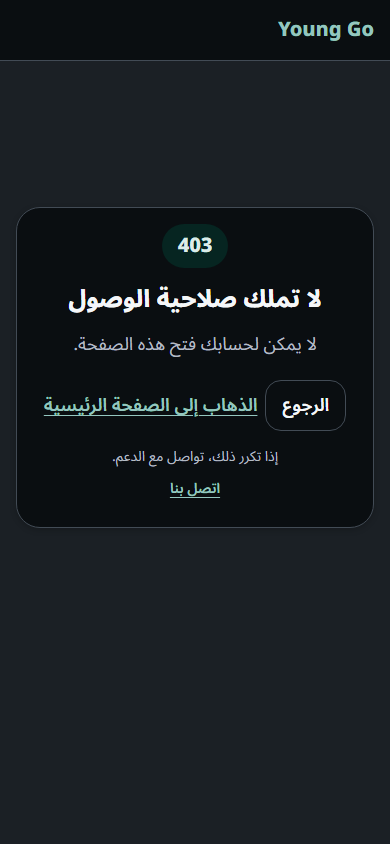 Young Go
403
لا تملك صلاحية الوصول
لا يمكن لحسابك فتح هذه الصفحة.
الرجوع
الذهاب إلى الصفحة الرئيسية
إذا تكرر ذلك، تواصل مع الدعم.
اتصل بنا